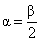 α = β/2